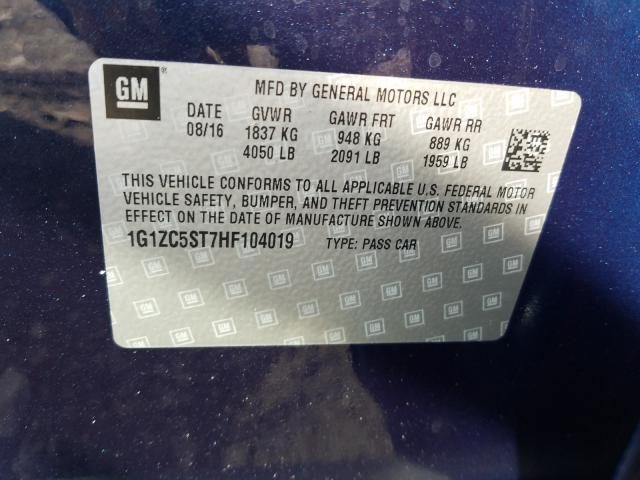 GM ®
MFD BY GENERAL MOTORS LLC
DATE GVWR GAWR FRT GAWR RR
08/16 1837 KG 948 KG 889 KG
4050 LB 2091 LB 1959 LB
THIS VEHICLE CONFORMS TO ALL APPLICABLE U.S. FEDERAL MOTOR
VEHICLE SAFETY, BUMPER, AND THEFT PREVENTION STANDARDS IN
EFFECT ON THE DATE OF MANUFACTURE SHOWN ABOVE.
1G1ZC5ST7HF104019 TYPE: PASS CAR